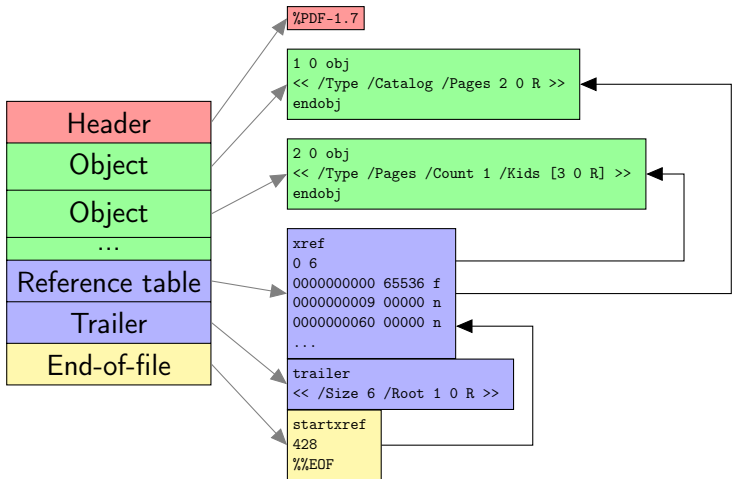 Header
Object
Object
...
Reference table
Trailer
End-of-file
%PDF-1.7
1 0 obj
<< /Type /Catalog /Pages 2 0 R >>
endobj
2 0 obj
<< /Type /Pages /Count 1 /Kids [3 0 R] >>
endobj
xref
0 6
0000000000 65536 f
0000000009 00000 n
0000000060 00000 n
...
trailer
<< /Size 6 /Root 1 0 R >>
startxref
428
%%EOF